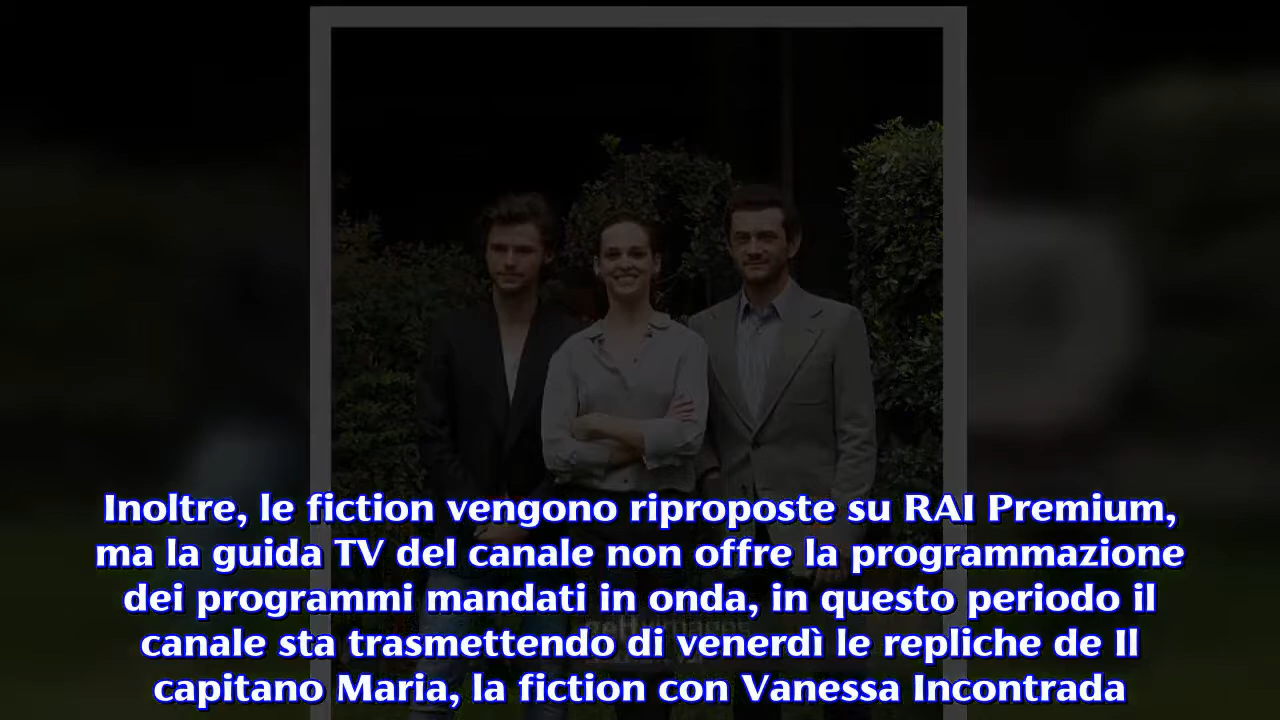 Inoltre, le fiction vengono riproposte su RAI Premium,
ma la guida TV del canale non offre la programmazione
dei programmi mandati in onda, in questo periodo il
canale sta trasmettendo di venerdì le repliche de Il
capitano Maria, la fiction con Vanessa Incontrada